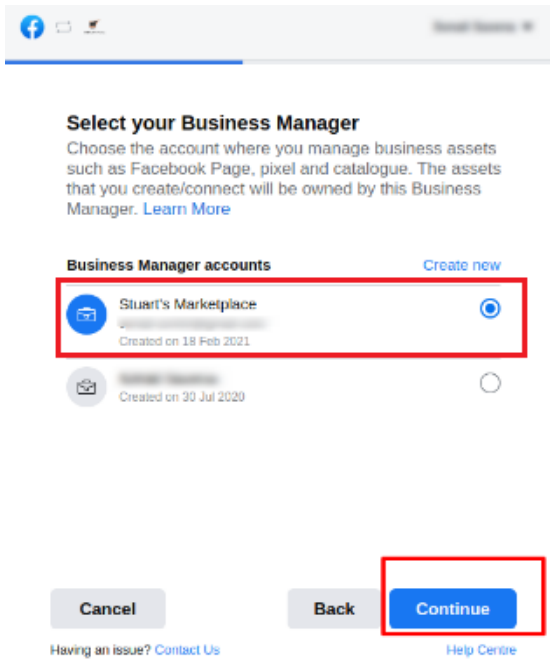 Select your Business Manager
Choose the account where you manage business assets
such as Facebook Page, pixel and catalogue. The assets
that you create/connect will be owned by this Business
Manager. Learn More
Business Manager accounts Create new
Stuart's Marketplace
Created on 18 Feb 2021
Created on 30 Jul 2020
Cancel Back Continue
Having an issue? Contact Us Help Centre